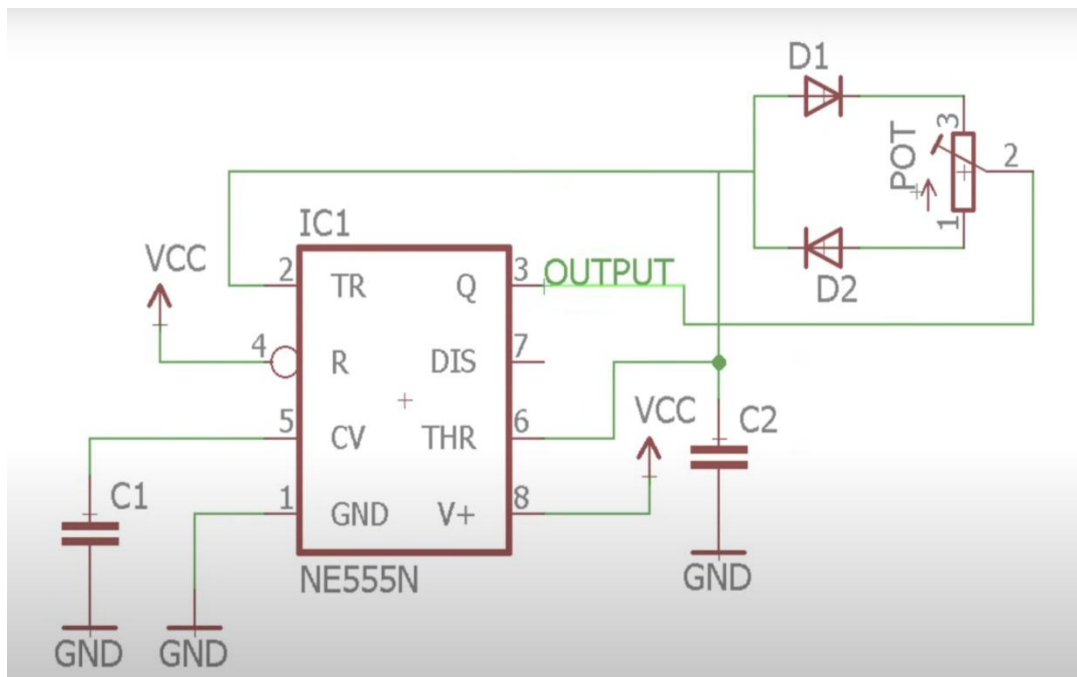 D1
3
POT
2
1
D2
IC1
VCC
2
TR
Q
3
OUTPUT
4
R
DIS
7
5
CV
THR
6
VCC
C2
C1
1
GND
V+
8
NE555N
GND
GND
GND